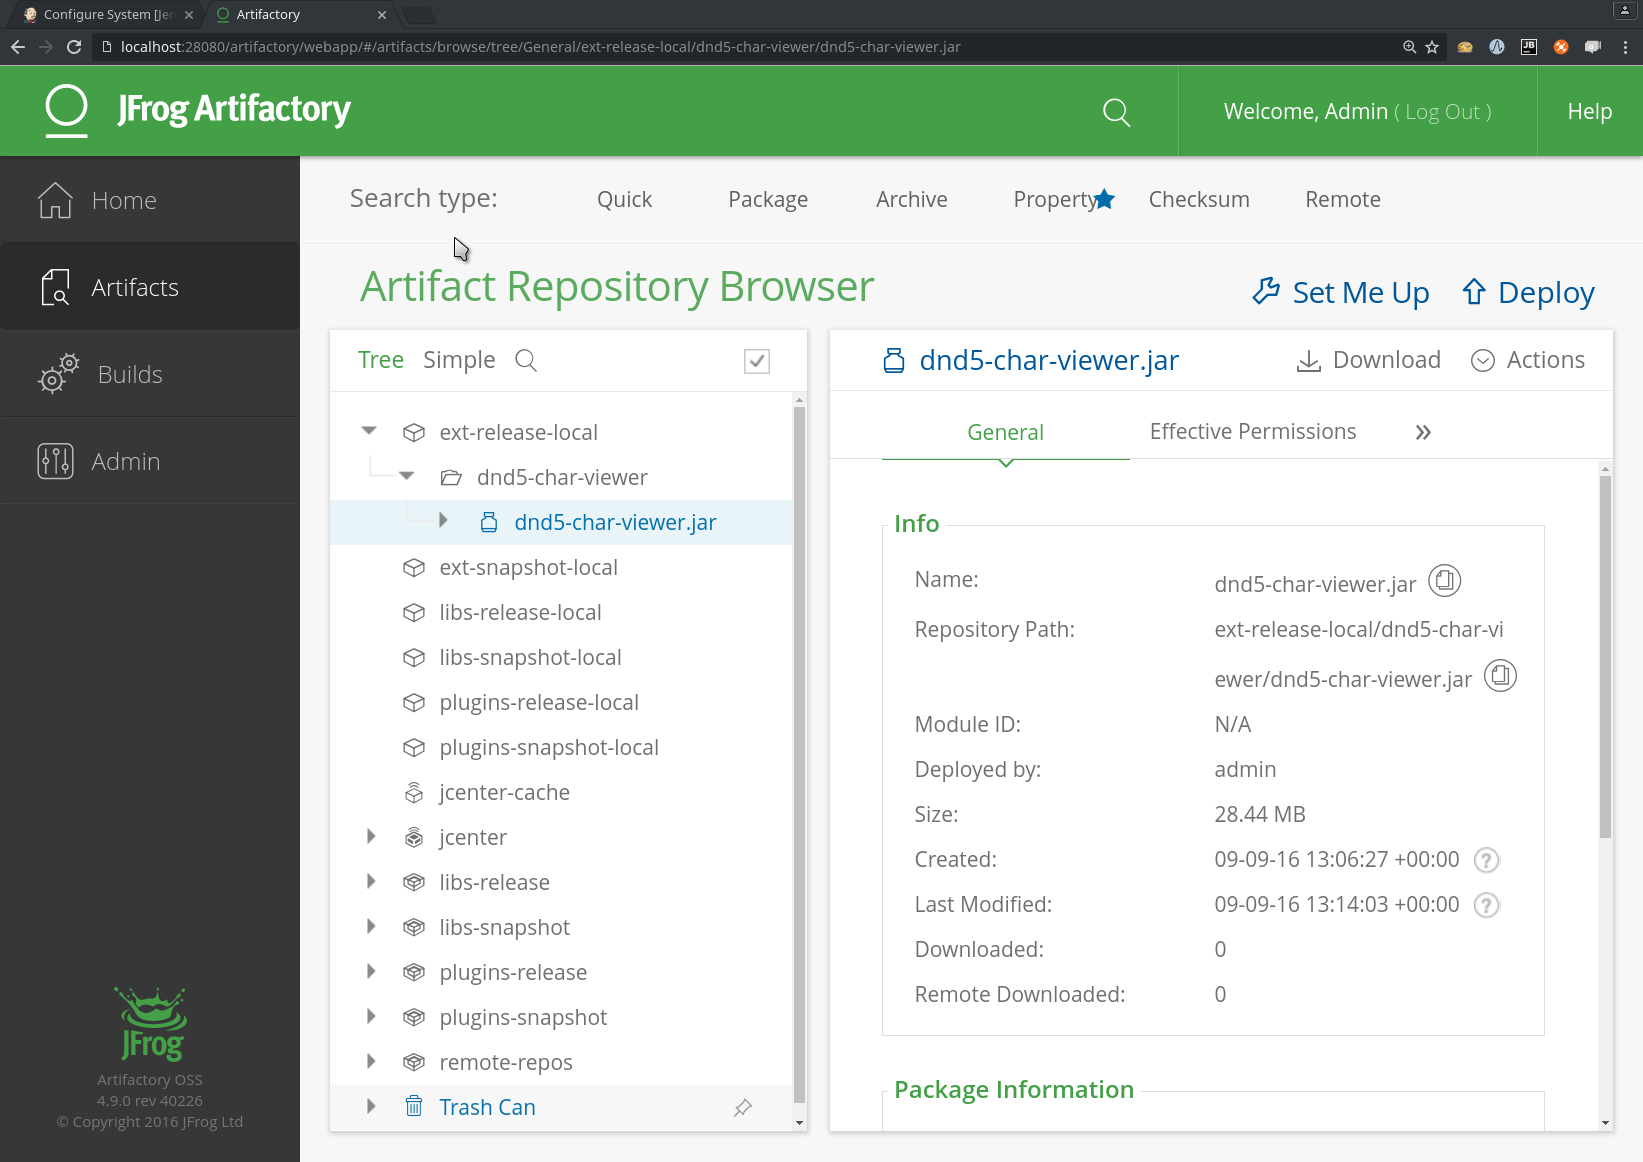 Configure System [Jen
Artifactory
localhost:28080/artifactory/webapp/#/artifacts/browse/tree/General/ext-release-local/dnd5-char-viewer/dnd5-char-viewer.jar
JB
JFrog Artifactory
Welcome, Admin ( Log Out )
Help
Home
Artifacts
Builds
Admin
JFrog
Artifactory OSS
4.9.0 rev 40226
© Copyright 2016 JFrog Ltd
Search type:
Quick
Package
Archive
Property
Checksum
Remote
Artifact Repository Browser
Set Me Up
Deploy
Tree
Simple
ext-release-local
dnd5-char-viewer
dnd5-char-viewer.jar
ext-snapshot-local
libs-release-local
libs-snapshot-local
plugins-release-local
plugins-snapshot-local
jcenter-cache
jcenter
libs-release
libs-snapshot
plugins-release
plugins-snapshot
remote-repos
Trash Can
dnd5-char-viewer.jar
Download
Actions
General
Effective Permissions
Info
Name: dnd5-char-viewer.jar
Repository Path: ext-release-local/dnd5-char-vi
ewer/dnd5-char-viewer.jar
Module ID: N/A
Deployed by: admin
Size: 28.44 MB
Created: 09-09-16 13:06:27 +00:00 ?
Last Modified: 09-09-16 13:14:03 +00:00 ?
Downloaded: 0
Remote Downloaded: 0
Package Information